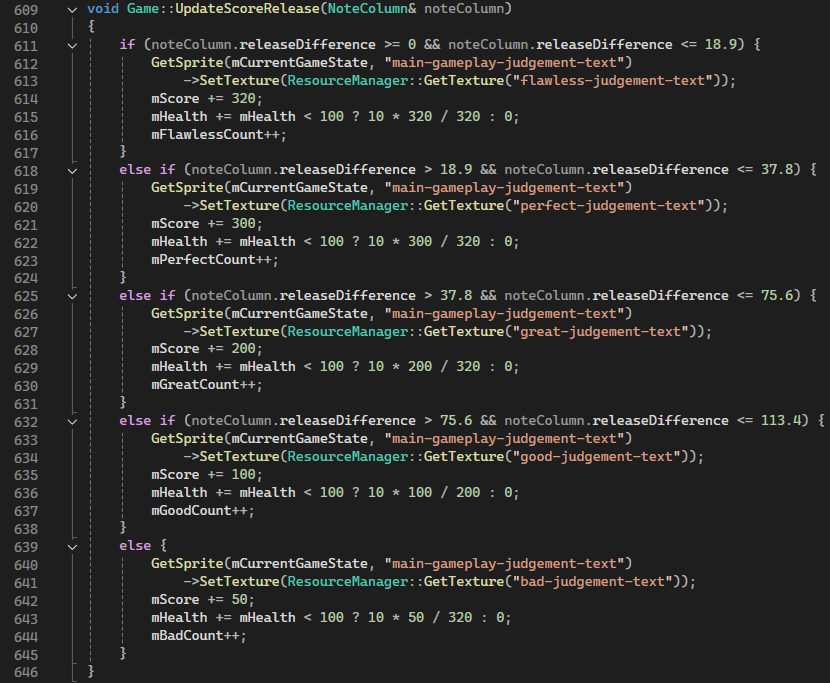 609 void Game::UpdateScoreRelease(NoteColumn& noteColumn)
610 {
611 if (noteColumn.releaseDifference >= 0 && noteColumn.releaseDifference <= 18.9) {
612 GetSprite(mCurrentGameState, "main-gameplay-judgement-text")
613 ->SetTexture(ResourceManager::GetTexture("flawless-judgement-text"));
614 mScore += 320;
615 mHealth += mHealth < 100 ? 10 * 320 / 320 : 0;
616 mFlawlessCount++;
617 }
618 else if (noteColumn.releaseDifference > 18.9 && noteColumn.releaseDifference <= 37.8) {
619 GetSprite(mCurrentGameState, "main-gameplay-judgement-text")
620 ->SetTexture(ResourceManager::GetTexture("perfect-judgement-text"));
621 mScore += 300;
622 mHealth += mHealth < 100 ? 10 * 300 / 320 : 0;
623 mPerfectCount++;
624 }
625 else if (noteColumn.releaseDifference > 37.8 && noteColumn.releaseDifference <= 75.6) {
626 GetSprite(mCurrentGameState, "main-gameplay-judgement-text")
627 ->SetTexture(ResourceManager::GetTexture("great-judgement-text"));
628 mScore += 200;
629 mHealth += mHealth < 100 ? 10 * 200 / 320 : 0;
630 mGreatCount++;
631 }
632 else if (noteColumn.releaseDifference > 75.6 && noteColumn.releaseDifference <= 113.4) {
633 GetSprite(mCurrentGameState, "main-gameplay-judgement-text")
634 ->SetTexture(ResourceManager::GetTexture("good-judgement-text"));
635 mScore += 100;
636 mHealth += mHealth < 100 ? 10 * 100 / 200 : 0;
637 mGoodCount++;
638 }
639 else {
640 GetSprite(mCurrentGameState, "main-gameplay-judgement-text")
641 ->SetTexture(ResourceManager::GetTexture("bad-judgement-text"));
642 mScore += 50;
643 mHealth += mHealth < 100 ? 10 * 50 / 320 : 0;
644 mBadCount++;
645 }
646 }